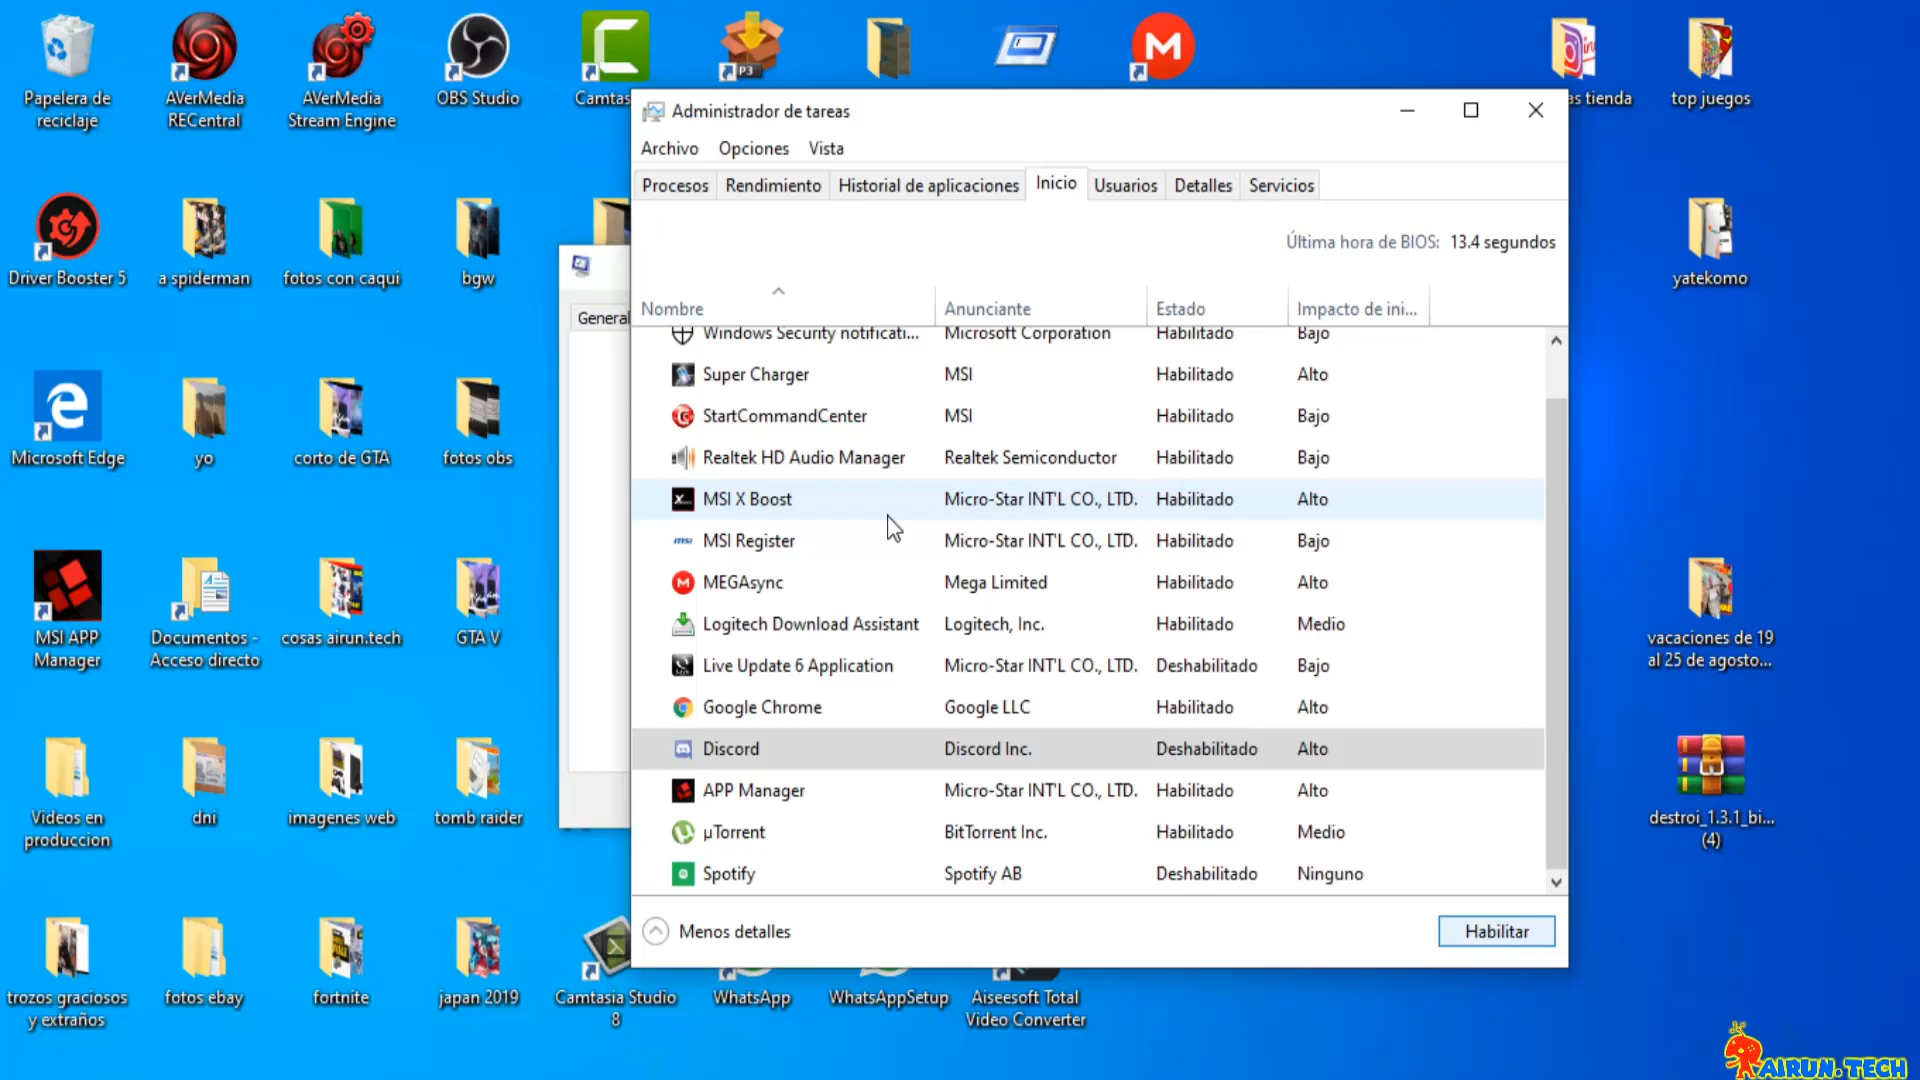 Papelera de
reciclaje
AVerMedia
RECentral
AVerMedia
Stream Engine
OBS Studio
Camtas
P3
as tienda
top juegos
Driver Booster 5
a spiderman
fotos con caqui
bgw
yatekomo
Microsoft Edge
yo
corto de GTA
fotos obs
MSI APP
Manager
Documentos -
Acceso directo
cosas airun.tech
GTA V
vacaciones de 19
al 25 de agosto...
Videos en
produccion
dni
imagenes web
tomb raider
destroi_1.3.1_bi...
(4)
trozos graciosos
y extraños
fotos ebay
fortnite
japan 2019
Camtasia Studio
8
WhatsApp
WhatsAppSetup
Aiseesoft Total
Video Converter
General
Administrador de tareas
Archivo Opciones Vista
Procesos Rendimiento Historial de aplicaciones Inicio Usuarios Detalles Servicios
Última hora de BIOS: 13.4 segundos
Nombre Anunciante Estado Impacto de ini...
Windows Security notificati... Microsoft Corporation Habilitado Bajo
Super Charger MSI Habilitado Alto
StartCommandCenter MSI Habilitado Bajo
Realtek HD Audio Manager Realtek Semiconductor Habilitado Bajo
MSI X Boost Micro-Star INT'L CO., LTD. Habilitado Alto
MSI Register Micro-Star INT'L CO., LTD. Habilitado Bajo
MEGAsync Mega Limited Habilitado Alto
Logitech Download Assistant Logitech, Inc. Habilitado Medio
Live Update 6 Application Micro-Star INT'L CO., LTD. Deshabilitado Bajo
Google Chrome Google LLC Habilitado Alto
Discord Discord Inc. Deshabilitado Alto
APP Manager Micro-Star INT'L CO., LTD. Habilitado Alto
µTorrent BitTorrent Inc. Habilitado Medio
Spotify Spotify AB Deshabilitado Ninguno
Menos detalles
Habilitar
AIRUN.TECH